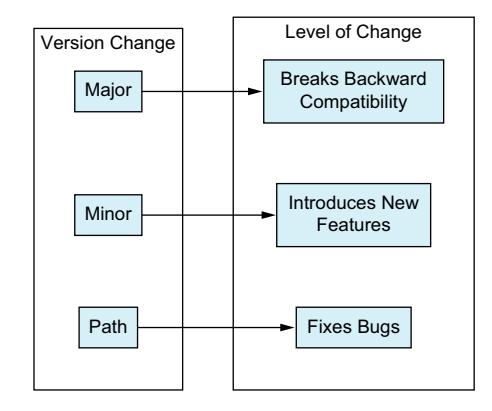 Version Change
Level of Change
Major
Breaks Backward
Compatibility
Minor
Introduces New
Features
Path
Fixes Bugs